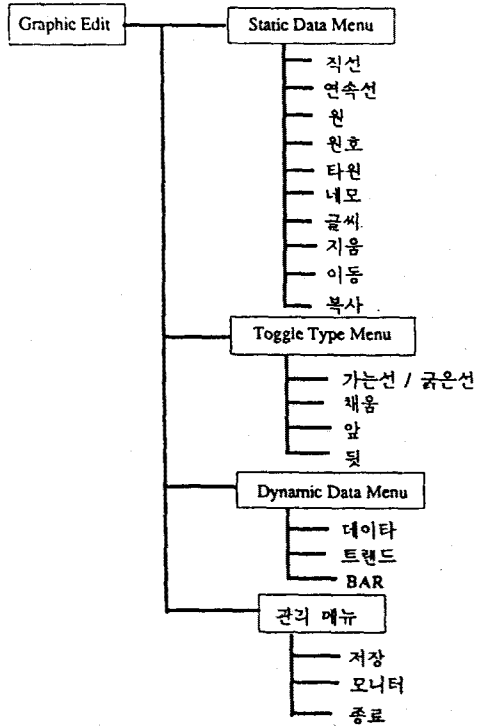 Graphic Edit
Static Data Menu
직선
연속선
원
원호
타원
네모
글씨
지움
이동
복사
Toggle Type Menu
가는선 / 굵은선
채움
앞
뒷
Dynamic Data Menu
데이타
트랜드
BAR
관리 메뉴
저장
모니터
종료